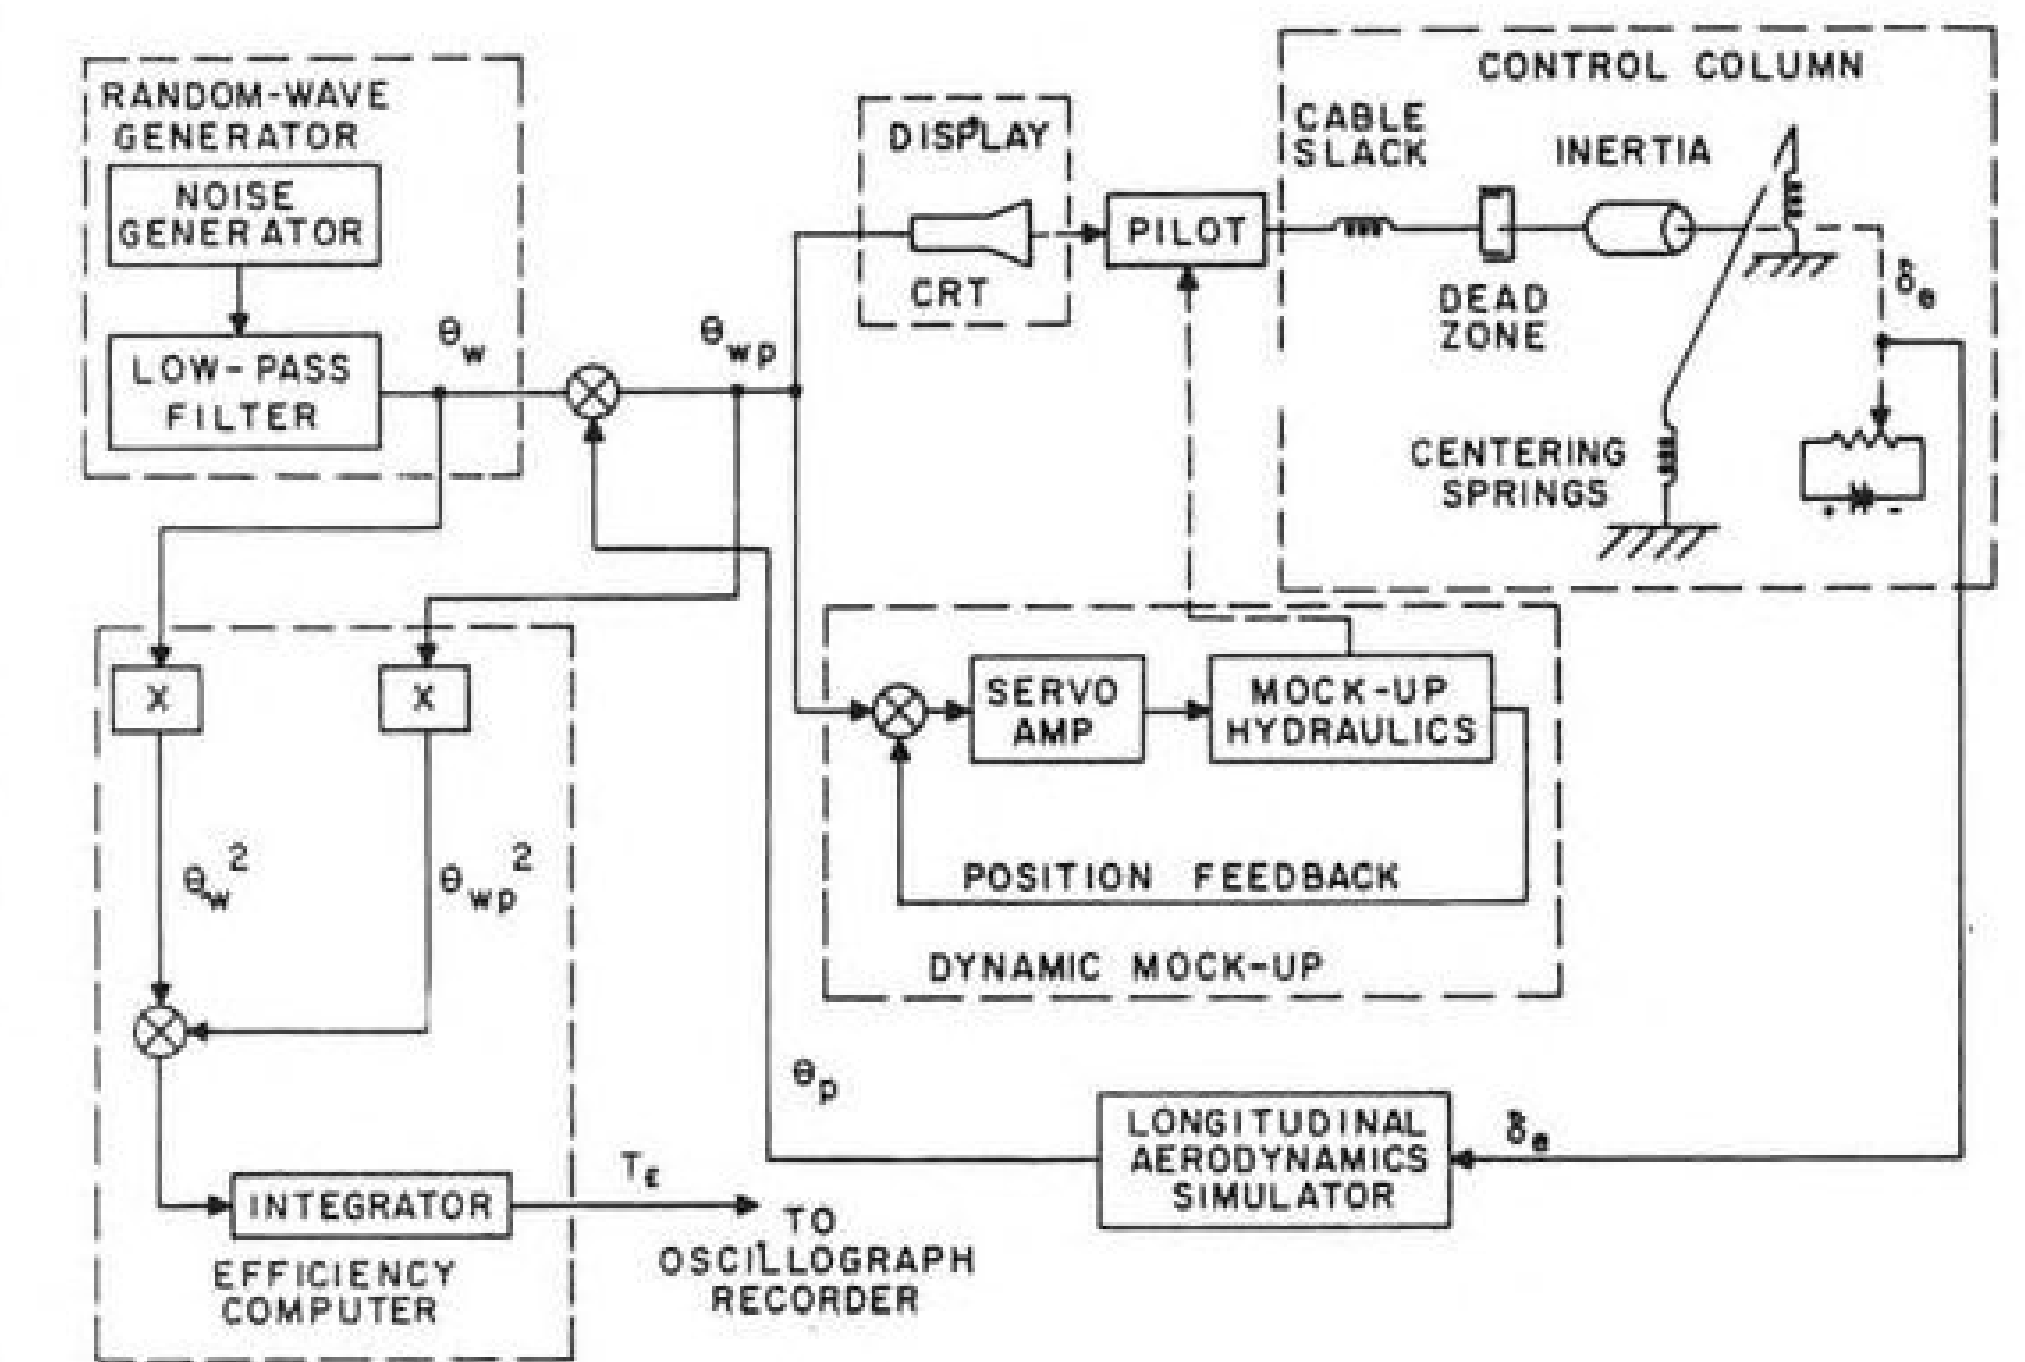 RANDOM-WAVE
GENERATOR
NOISE
GENERATOR
LOW-PASS
FILTER
θw
θwp
DISPLAY
CRT
PILOT
CONTROL COLUMN
CABLE
SLACK
INERTIA
DEAD
ZONE
δe
CENTERING
SPRINGS
+ -
X
X
θw²
θwp²
SERVO
AMP
MOCK-UP
HYDRAULICS
POSITION FEEDBACK
DYNAMIC MOCK-UP
θp
LONGITUDINAL
AERODYNAMICS
SIMULATOR
δe
INTEGRATOR
Tε
TO
OSCILLOGRAPH
RECORDER
EFFICIENCY
COMPUTER